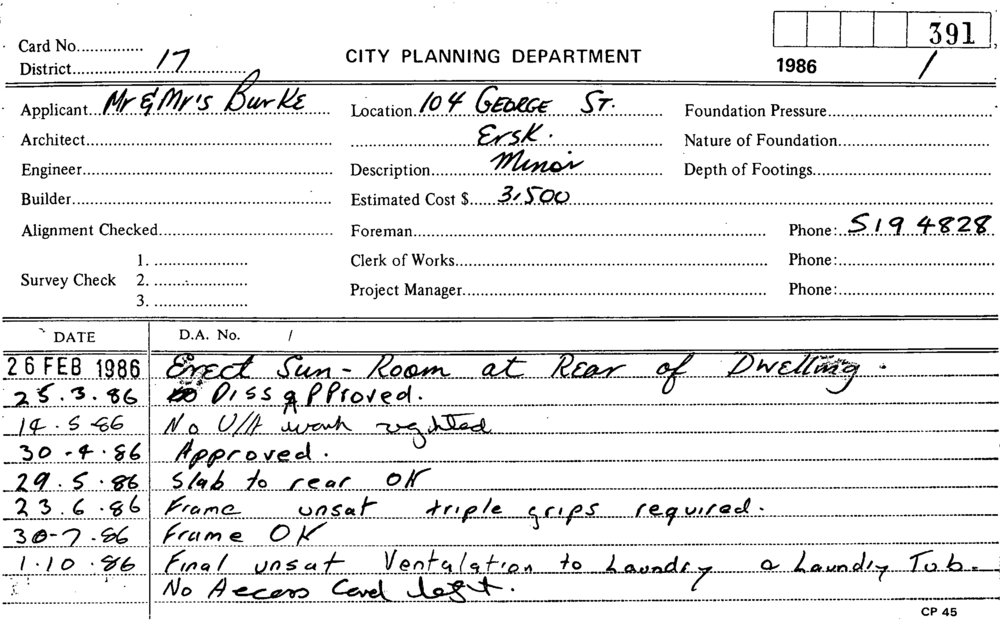 391
Card No...............
District 17
CITY PLANNING DEPARTMENT
1986 /
Applicant Mr & Mr's Burke Location 104 GEORGE ST. Foundation Pressure
Architect Ersk. Nature of Foundation
Engineer Description Minor Depth of Footings
Builder Estimated Cost $ 3,500
Alignment Checked Foreman Phone: 519 4828
1. Clerk of Works Phone:
Survey Check 2.
3. Project Manager Phone:
DATE D.A. No. /
26 FEB 1986 Erect Sun-Room at Rear of Dwelling.
25.3.86 DissapProved.
14.5-86 No U/A work sighted
30-4.86 Approved.
29.5.86 Slab to rear OK
23.6.86 Frame unsat triple grips required.
30-7.86 Frame OK
1.10.86 Final unsat Ventalation to Laundry a Laundry Tub-
No Access Card left.
CP 45